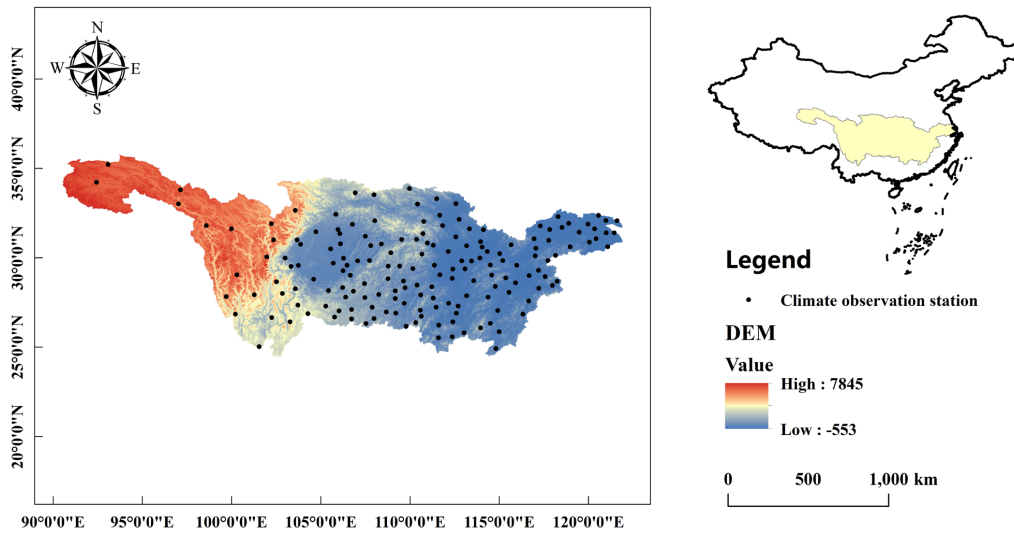 N
W
E
S
40°0'0"N
35°0'0"N
30°0'0"N
25°0'0"N
20°0'0"N
90°0'0"E
95°0'0"E
100°0'0"E
105°0'0"E
110°0'0"E
115°0'0"E
120°0'0"E
Legend
Climate observation station
DEM
Value
High : 7845
Low : -553
0
500
1,000 km